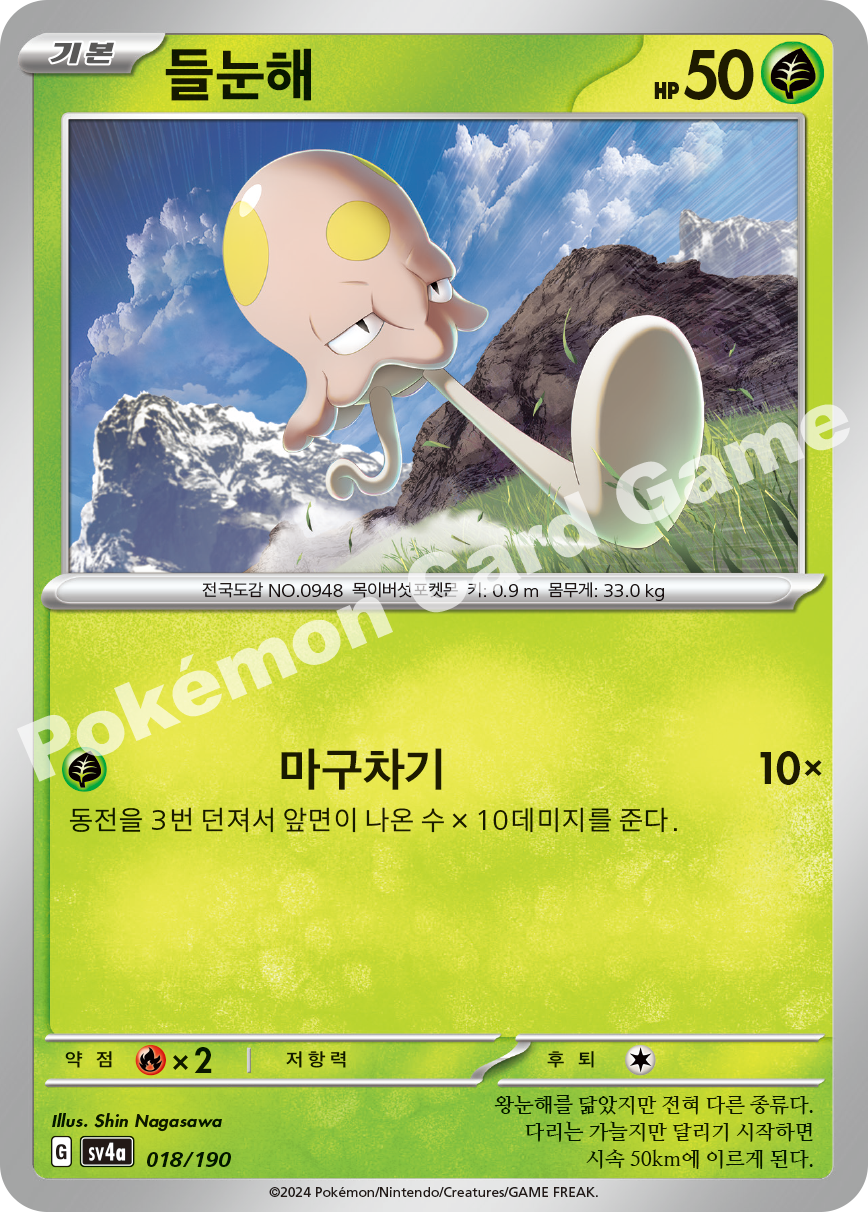 기본
들눈해
HP 50
전국도감 NO.0948 목이버섯포켓몬 키: 0.9 m 몸무게: 33.0 kg
Pokémon Card Game
마구차기 10×
동전을 3번 던져서 앞면이 나온 수 × 10데미지를 준다.
약점 ×2 저항력 후퇴
Illus. Shin Nagasawa
왕눈해를 닮았지만 전혀 다른 종류다.
다리는 가늘지만 달리기 시작하면
시속 50km에 이르게 된다.
G sv4a 018/190
©2024 Pokémon/Nintendo/Creatures/GAME FREAK.